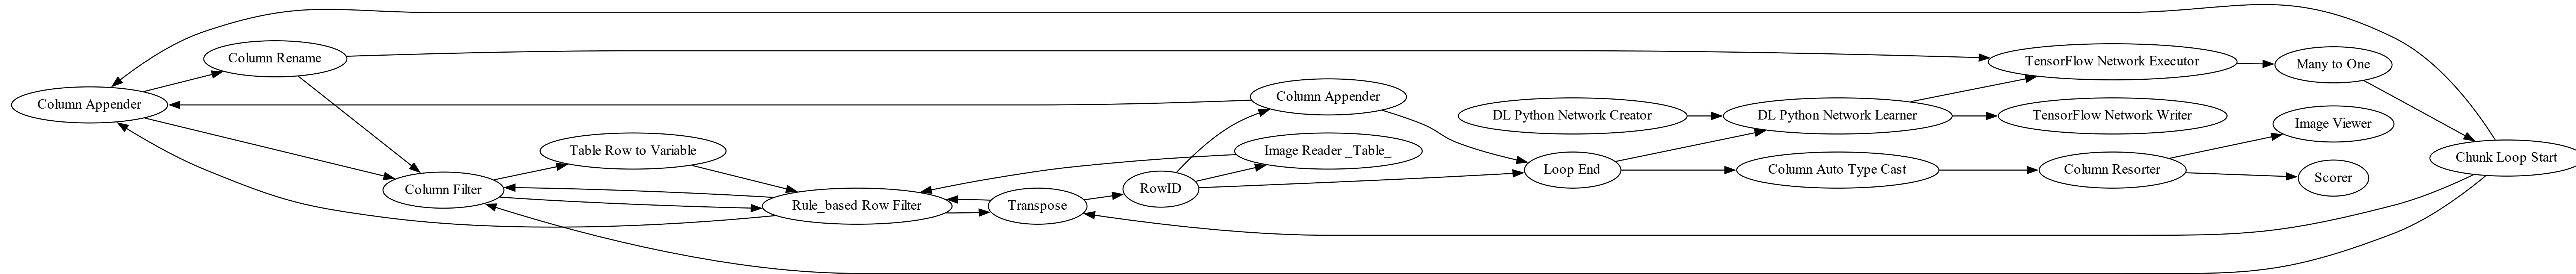 Column Appender
Column Rename
Column Filter
Table Row to Variable
Rule_based Row Filter
Transpose
RowID
Column Appender
Image Reader _Table_
DL Python Network Creator
Loop End
DL Python Network Learner
Column Auto Type Cast
TensorFlow Network Executor
TensorFlow Network Writer
Column Resorter
Many to One
Image Viewer
Scorer
Chunk Loop Start